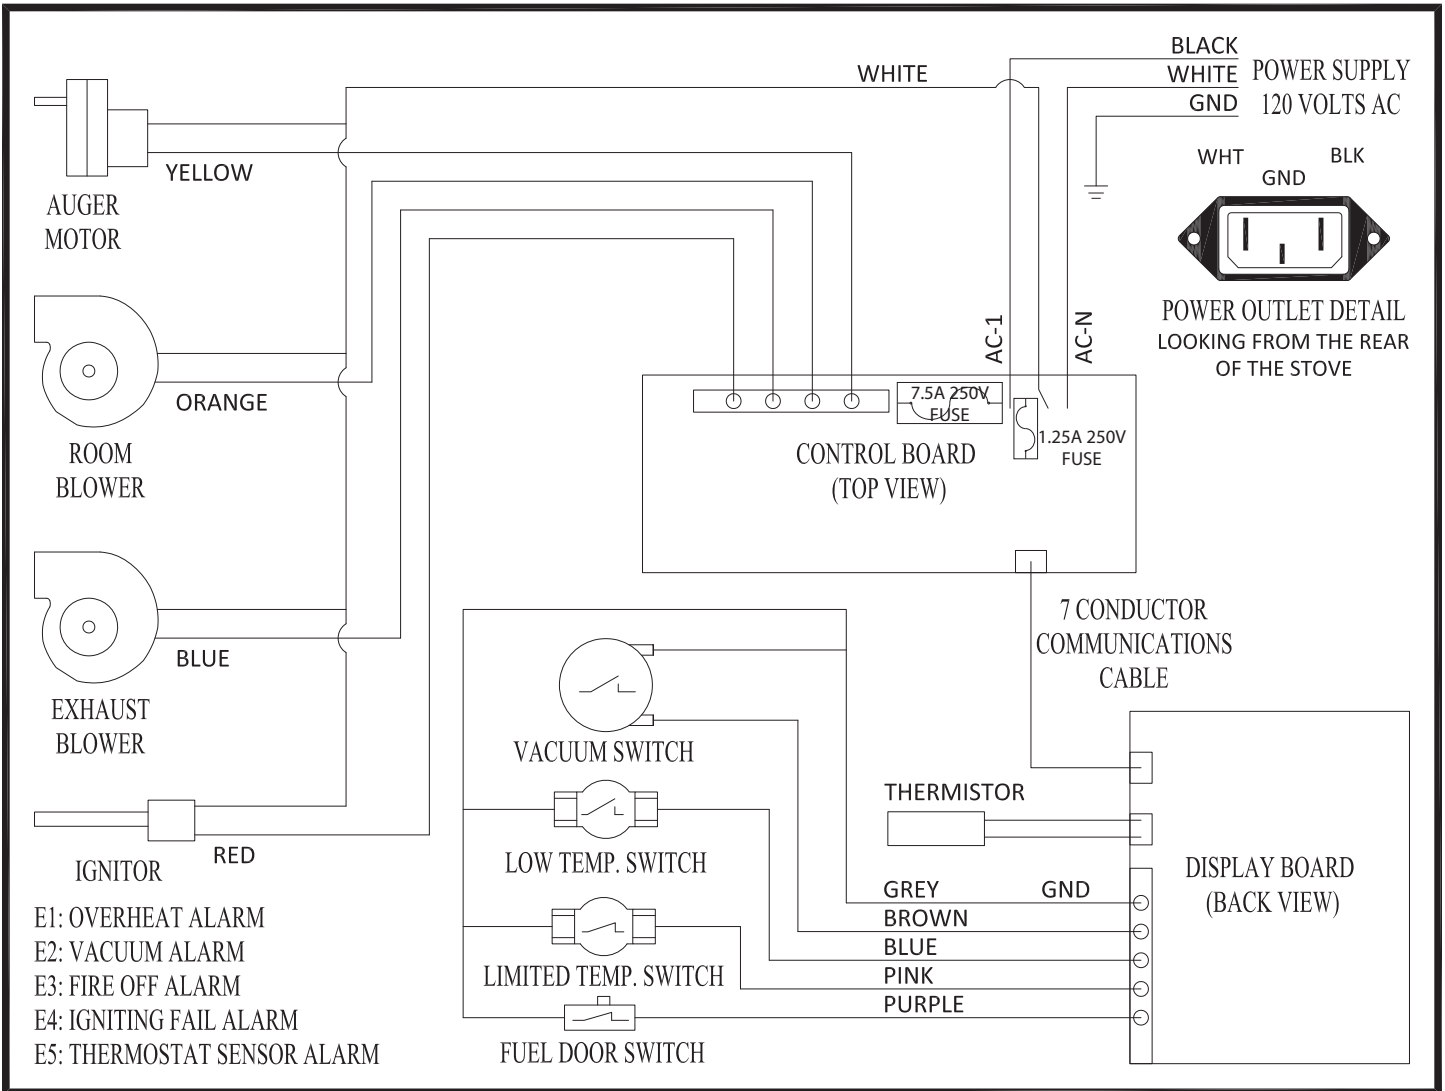 BLACK
WHITE
WHITE
GND
POWER SUPPLY
120 VOLTS AC
WHT
BLK
GND
POWER OUTLET DETAIL
LOOKING FROM THE REAR
OF THE STOVE
YELLOW
AUGER
MOTOR
ORANGE
ROOM
BLOWER
BLUE
EXHAUST
BLOWER
RED
IGNITOR
AC-1
AC-N
7.5A 250V
FUSE
1.25A 250V
FUSE
CONTROL BOARD
(TOP VIEW)
7 CONDUCTOR
COMMUNICATIONS
CABLE
VACUUM SWITCH
LOW TEMP. SWITCH
LIMITED TEMP. SWITCH
FUEL DOOR SWITCH
THERMISTOR
GREY
GND
BROWN
BLUE
PINK
PURPLE
DISPLAY BOARD
(BACK VIEW)
E1: OVERHEAT ALARM
E2: VACUUM ALARM
E3: FIRE OFF ALARM
E4: IGNITING FAIL ALARM
E5: THERMOSTAT SENSOR ALARM